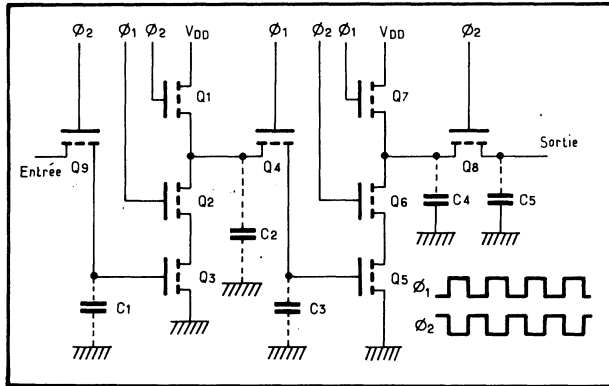 Ø2 Ø1 Ø2 VDD Ø1 Ø2 Ø1 VDD Ø2
Q1 Q7
Entrée Q9 Q4 Q8 Sortie
Q2 Q6
C2 C4 C5
Q3 Q5
C1 C3
Ø1
Ø2